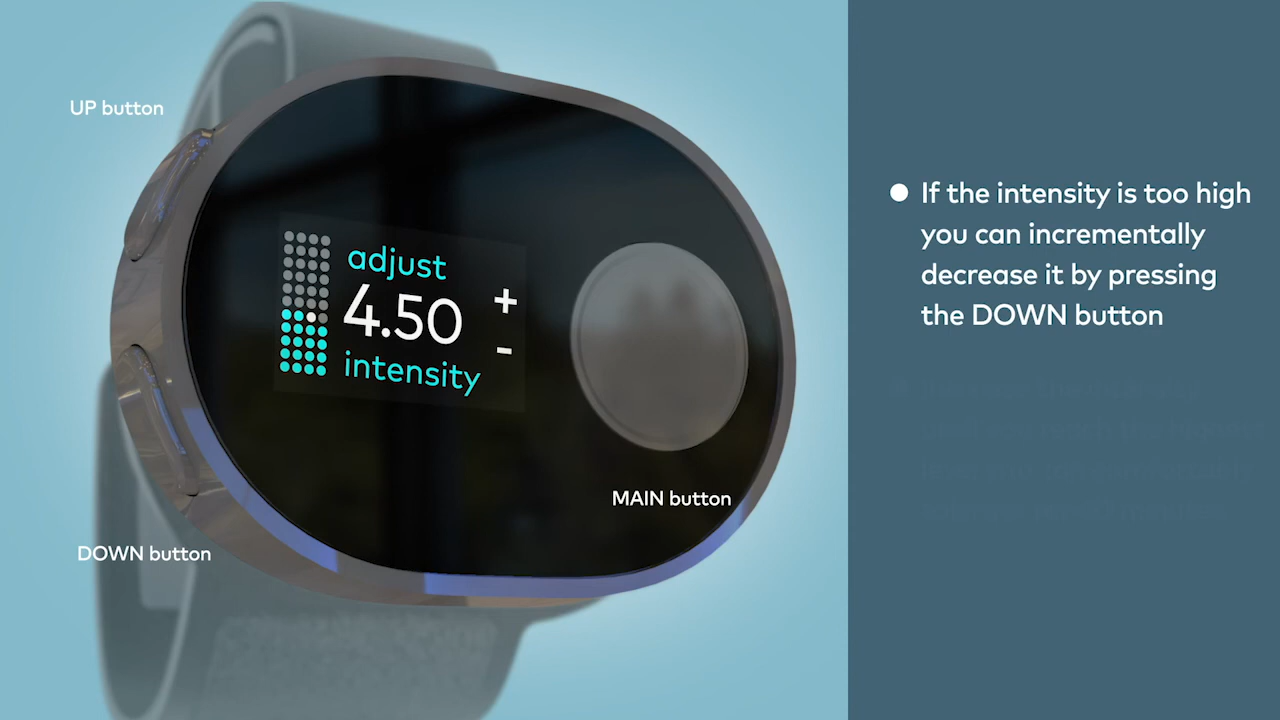 UP button
adjust
4.50
intensity
+
-
MAIN button
DOWN button
If the intensity is too high
you can incrementally
decrease it by pressing
the DOWN button